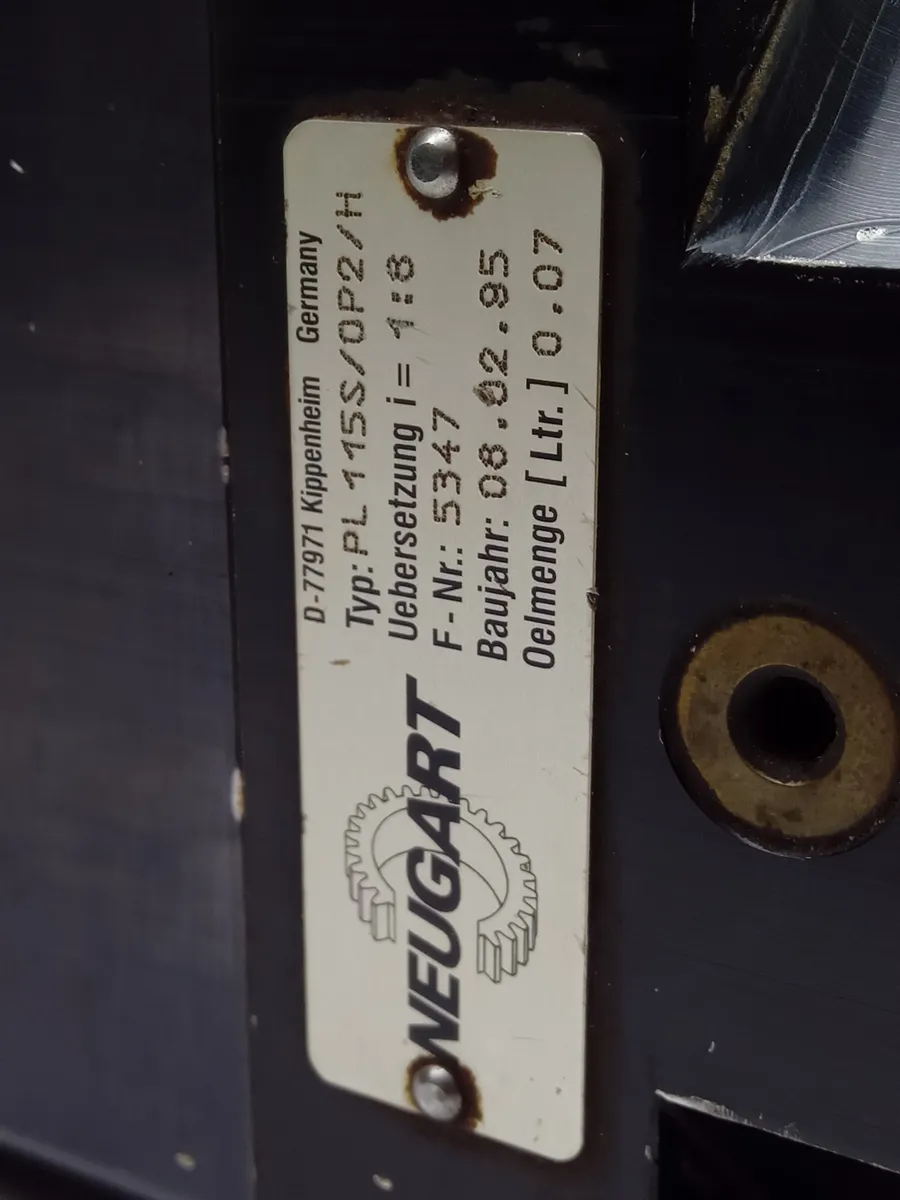 NEUGART
D-77971 Kippenheim Germany
Typ: PL 115S/OP2/H
Uebersetzung i = 1:8
F - Nr.: 5347
Baujahr: 08.02.95
Oelmenge [ Ltr. ] 0.07